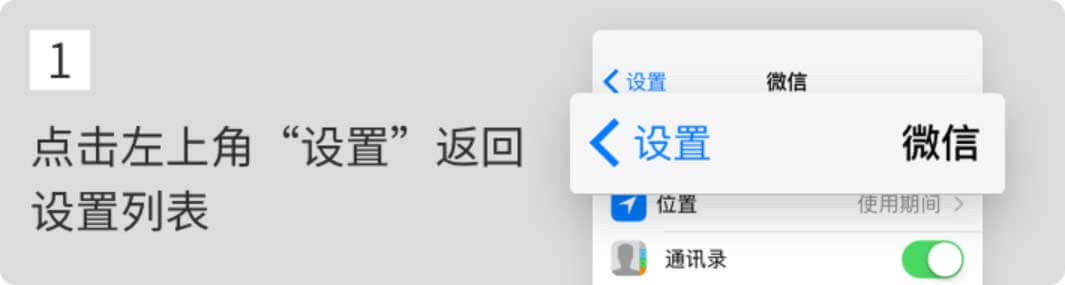 1
点击左上角“设置”返回
设置列表
设置 微信
设置 微信
位置 使用期间
通讯录